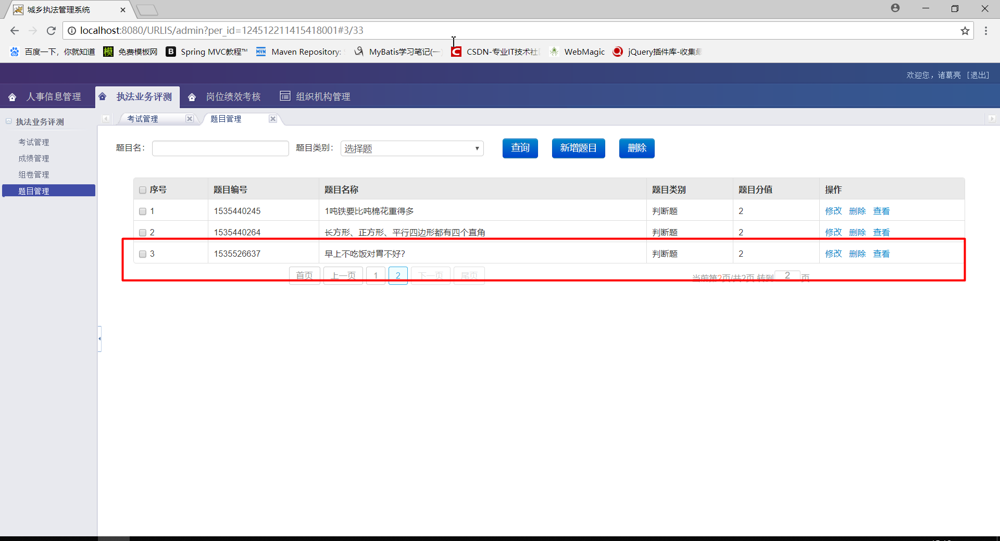 城乡执法管理系统
localhost:8080/URLIS/admin?per_id=124512211415418001#3/33
百度一下，你就知道 免费模板网 Spring MVC教程™ Maven Repository: MyBatis学习笔记(一 CSDN-专业IT技术社 WebMagic jQuery插件库-收集最
欢迎您，诸葛亮 [退出]
人事信息管理 执法业务评测 岗位绩效考核 组织机构管理
执法业务评测
考试管理
成绩管理
组卷管理
题目管理
考试管理 题目管理
题目名： 题目类别： 选择题 查询 新增题目 删除
序号 题目编号 题目名称 题目类别 题目分值 操作
1 1535440245 1吨铁要比吨棉花重得多 判断题 2 修改 删除 查看
2 1535440264 长方形、正方形、平行四边形都有四个直角 判断题 2 修改 删除 查看
3 1535526637 早上不吃饭对胃不好? 判断题 2 修改 删除 查看
首页 上一页 1 2 下一页 尾页 当前第2页/共2页 转到 2 页